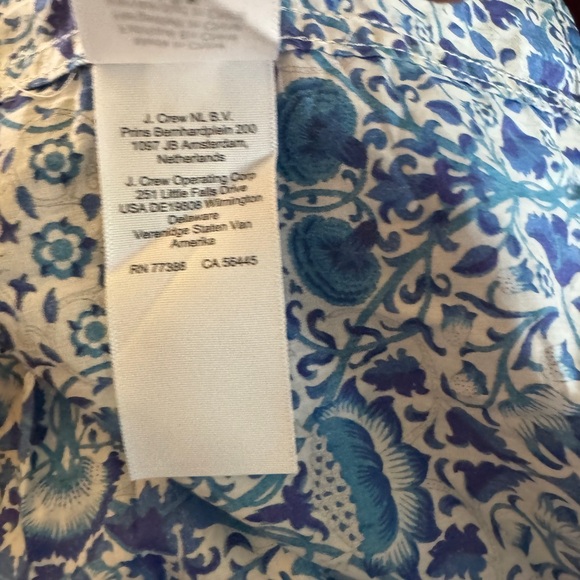 J. Crew NL B.V.
Prins Bernhardplein 200
1097 JB Amsterdam,
Netherlands
J. Crew Operating Corp
251 Little Falls Drive
USA DE19808 Wilmington
Delaware
Verenidge Staten Van
Amerika
RN 77388 CA 56445